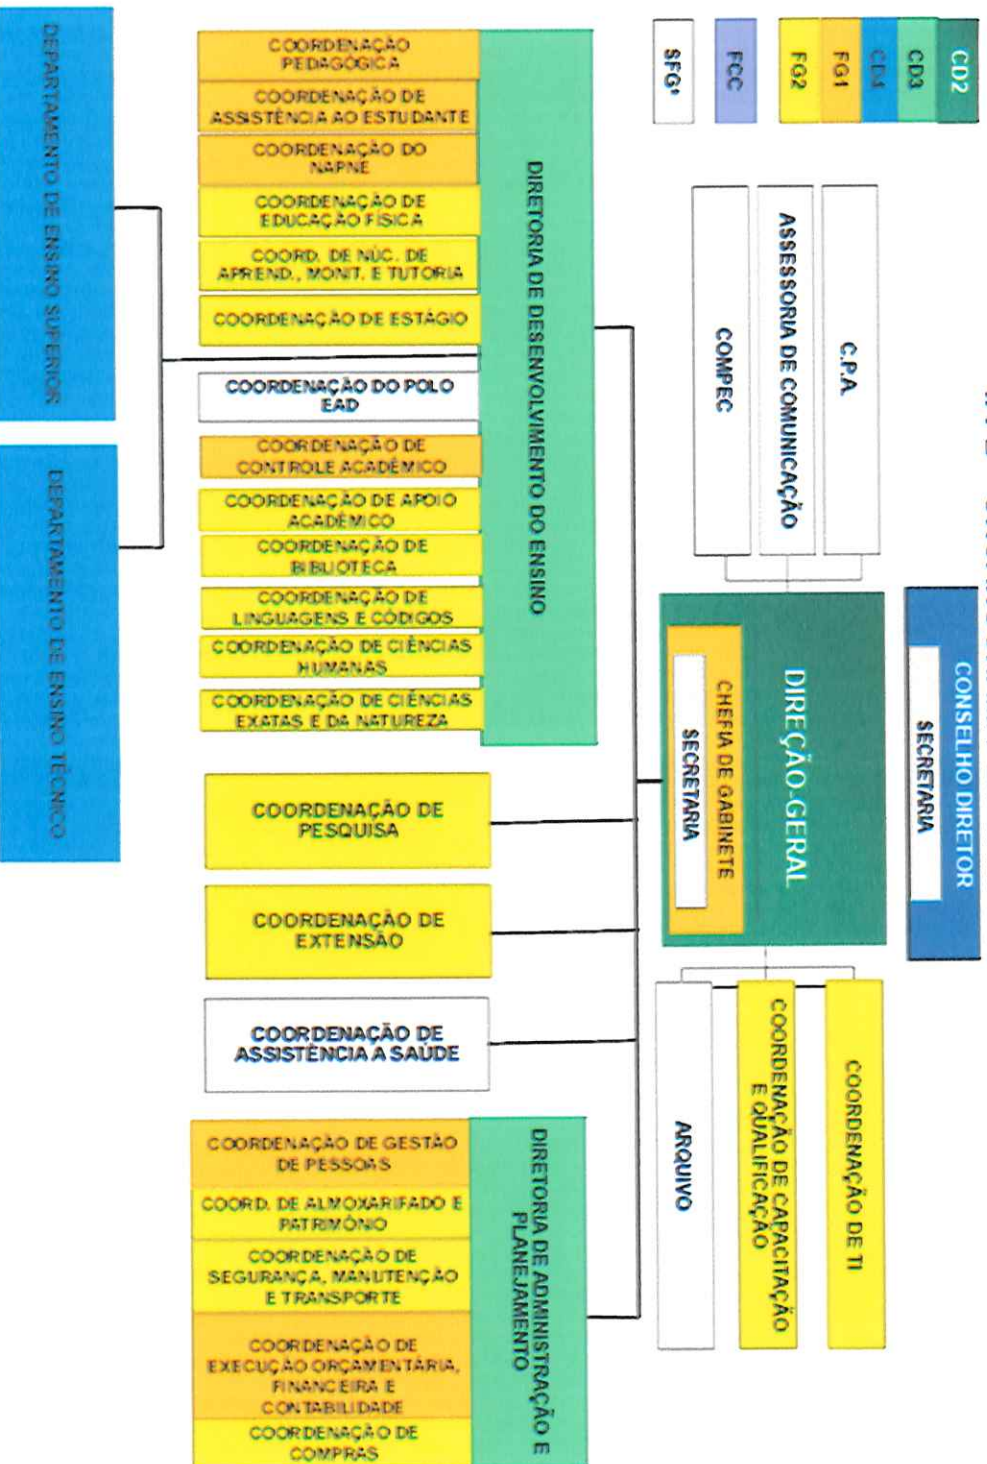 CD2
CD3
CD4
FG1
FG2
FCC
SFG*
CONSELHO DIRETOR
SECRETARIA
C.P.A.
ASSESSORIA DE COMUNICAÇÃO
COMPEC
DIREÇÃO-GERAL
CHEFIA DE GABINETE
SECRETARIA
COORDENAÇÃO DE TI
COORDENAÇÃO DE CAPACITAÇÃO
E QUALIFICAÇÃO
ARQUIVO
DIRETORIA DE DESENVOLVIMENTO DO ENSINO
COORDENAÇÃO
PEDAGÓGICA
COORDENAÇÃO DE
ASSISTÊNCIA AO ESTUDANTE
COORDENAÇÃO DO
NAPNE
COORDENAÇÃO DE
EDUCAÇÃO FÍSICA
COORD. DE NÚC. DE
APREND., MONIT. E TUTORIA
COORDENAÇÃO DE ESTÁGIO
COORDENAÇÃO DO POLO
EAD
COORDENAÇÃO DE
CONTROLE ACADÊMICO
COORDENAÇÃO DE APOIO
ACADÊMICO
COORDENAÇÃO DE
BIBLIOTECA
COORDENAÇÃO DE
LINGUAGENS E CÓDIGOS
COORDENAÇÃO DE CIÊNCIAS
HUMANAS
COORDENAÇÃO DE CIÊNCIAS
EXATAS E DA NATUREZA
COORDENAÇÃO DE
PESQUISA
COORDENAÇÃO DE
EXTENSÃO
COORDENAÇÃO DE
ASSISTÊNCIA A SAÚDE
DIRETORIA DE ADMINISTRAÇÃO E
PLANEJAMENTO
COORDENAÇÃO DE GESTÃO
DE PESSOAS
COORD. DE ALMOXARIFADO E
PATRIMÔNIO
COORDENAÇÃO DE
SEGURANÇA, MANUTENÇÃO
E TRANSPORTE
COORDENAÇÃO DE
EXECUÇÃO ORÇAMENTÁRIA,
FINANCEIRA E
CONTABILIDADE
COORDENAÇÃO DE
COMPRAS
DEPARTAMENTO DE ENSINO SUPERIOR
DEPARTAMENTO DE ENSINO TÉCNICO